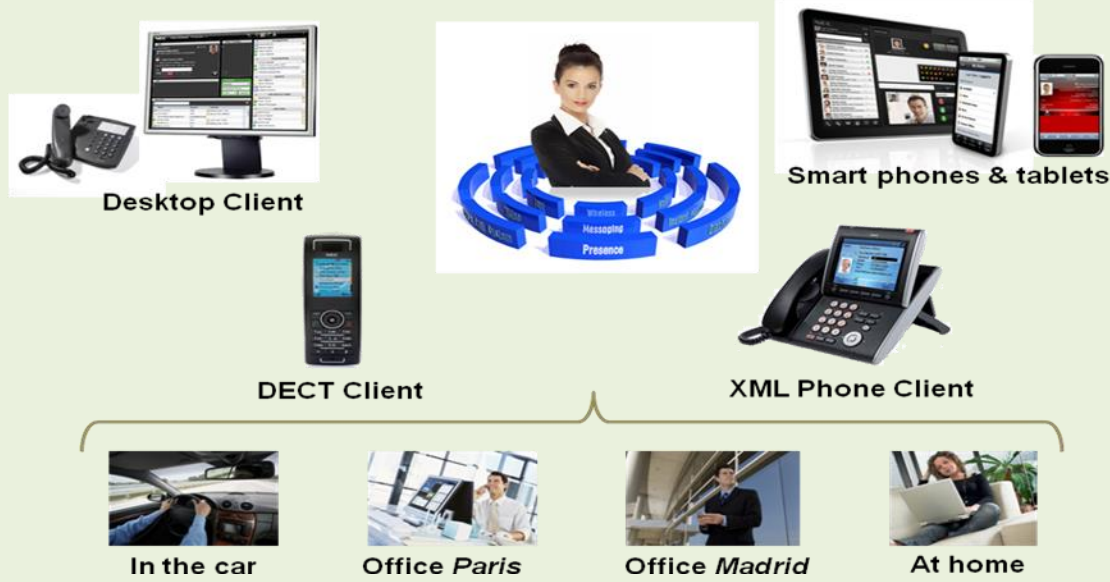 Desktop Client
Wireless
Messaging
Presence
Smart phones & tablets
DECT Client
XML Phone Client
In the car
Office Paris
Office Madrid
At home